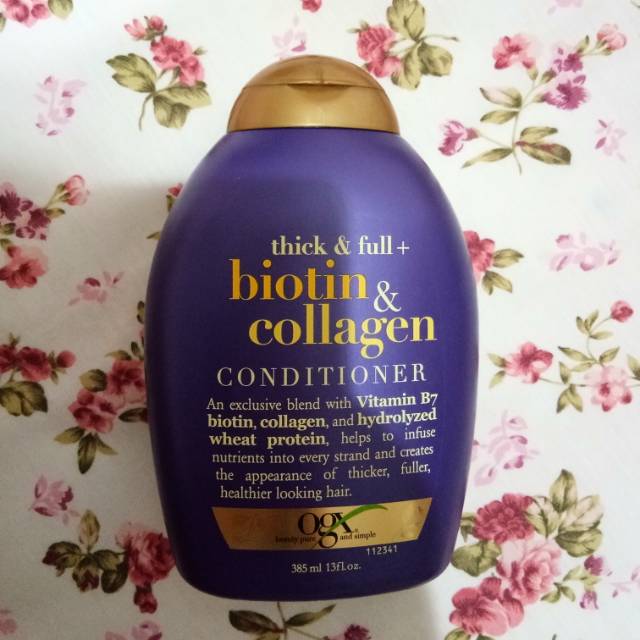 thick & full+
biotin &
collagen
CONDITIONER
An exclusive blend with Vitamin B7
biotin, collagen, and hydrolyzed
wheat protein, helps to infuse
nutrients into every strand and creates
the appearance of thicker, fuller,
healthier looking hair.
ogx®
beauty pure and simple
112341
385 ml 13fl.oz.